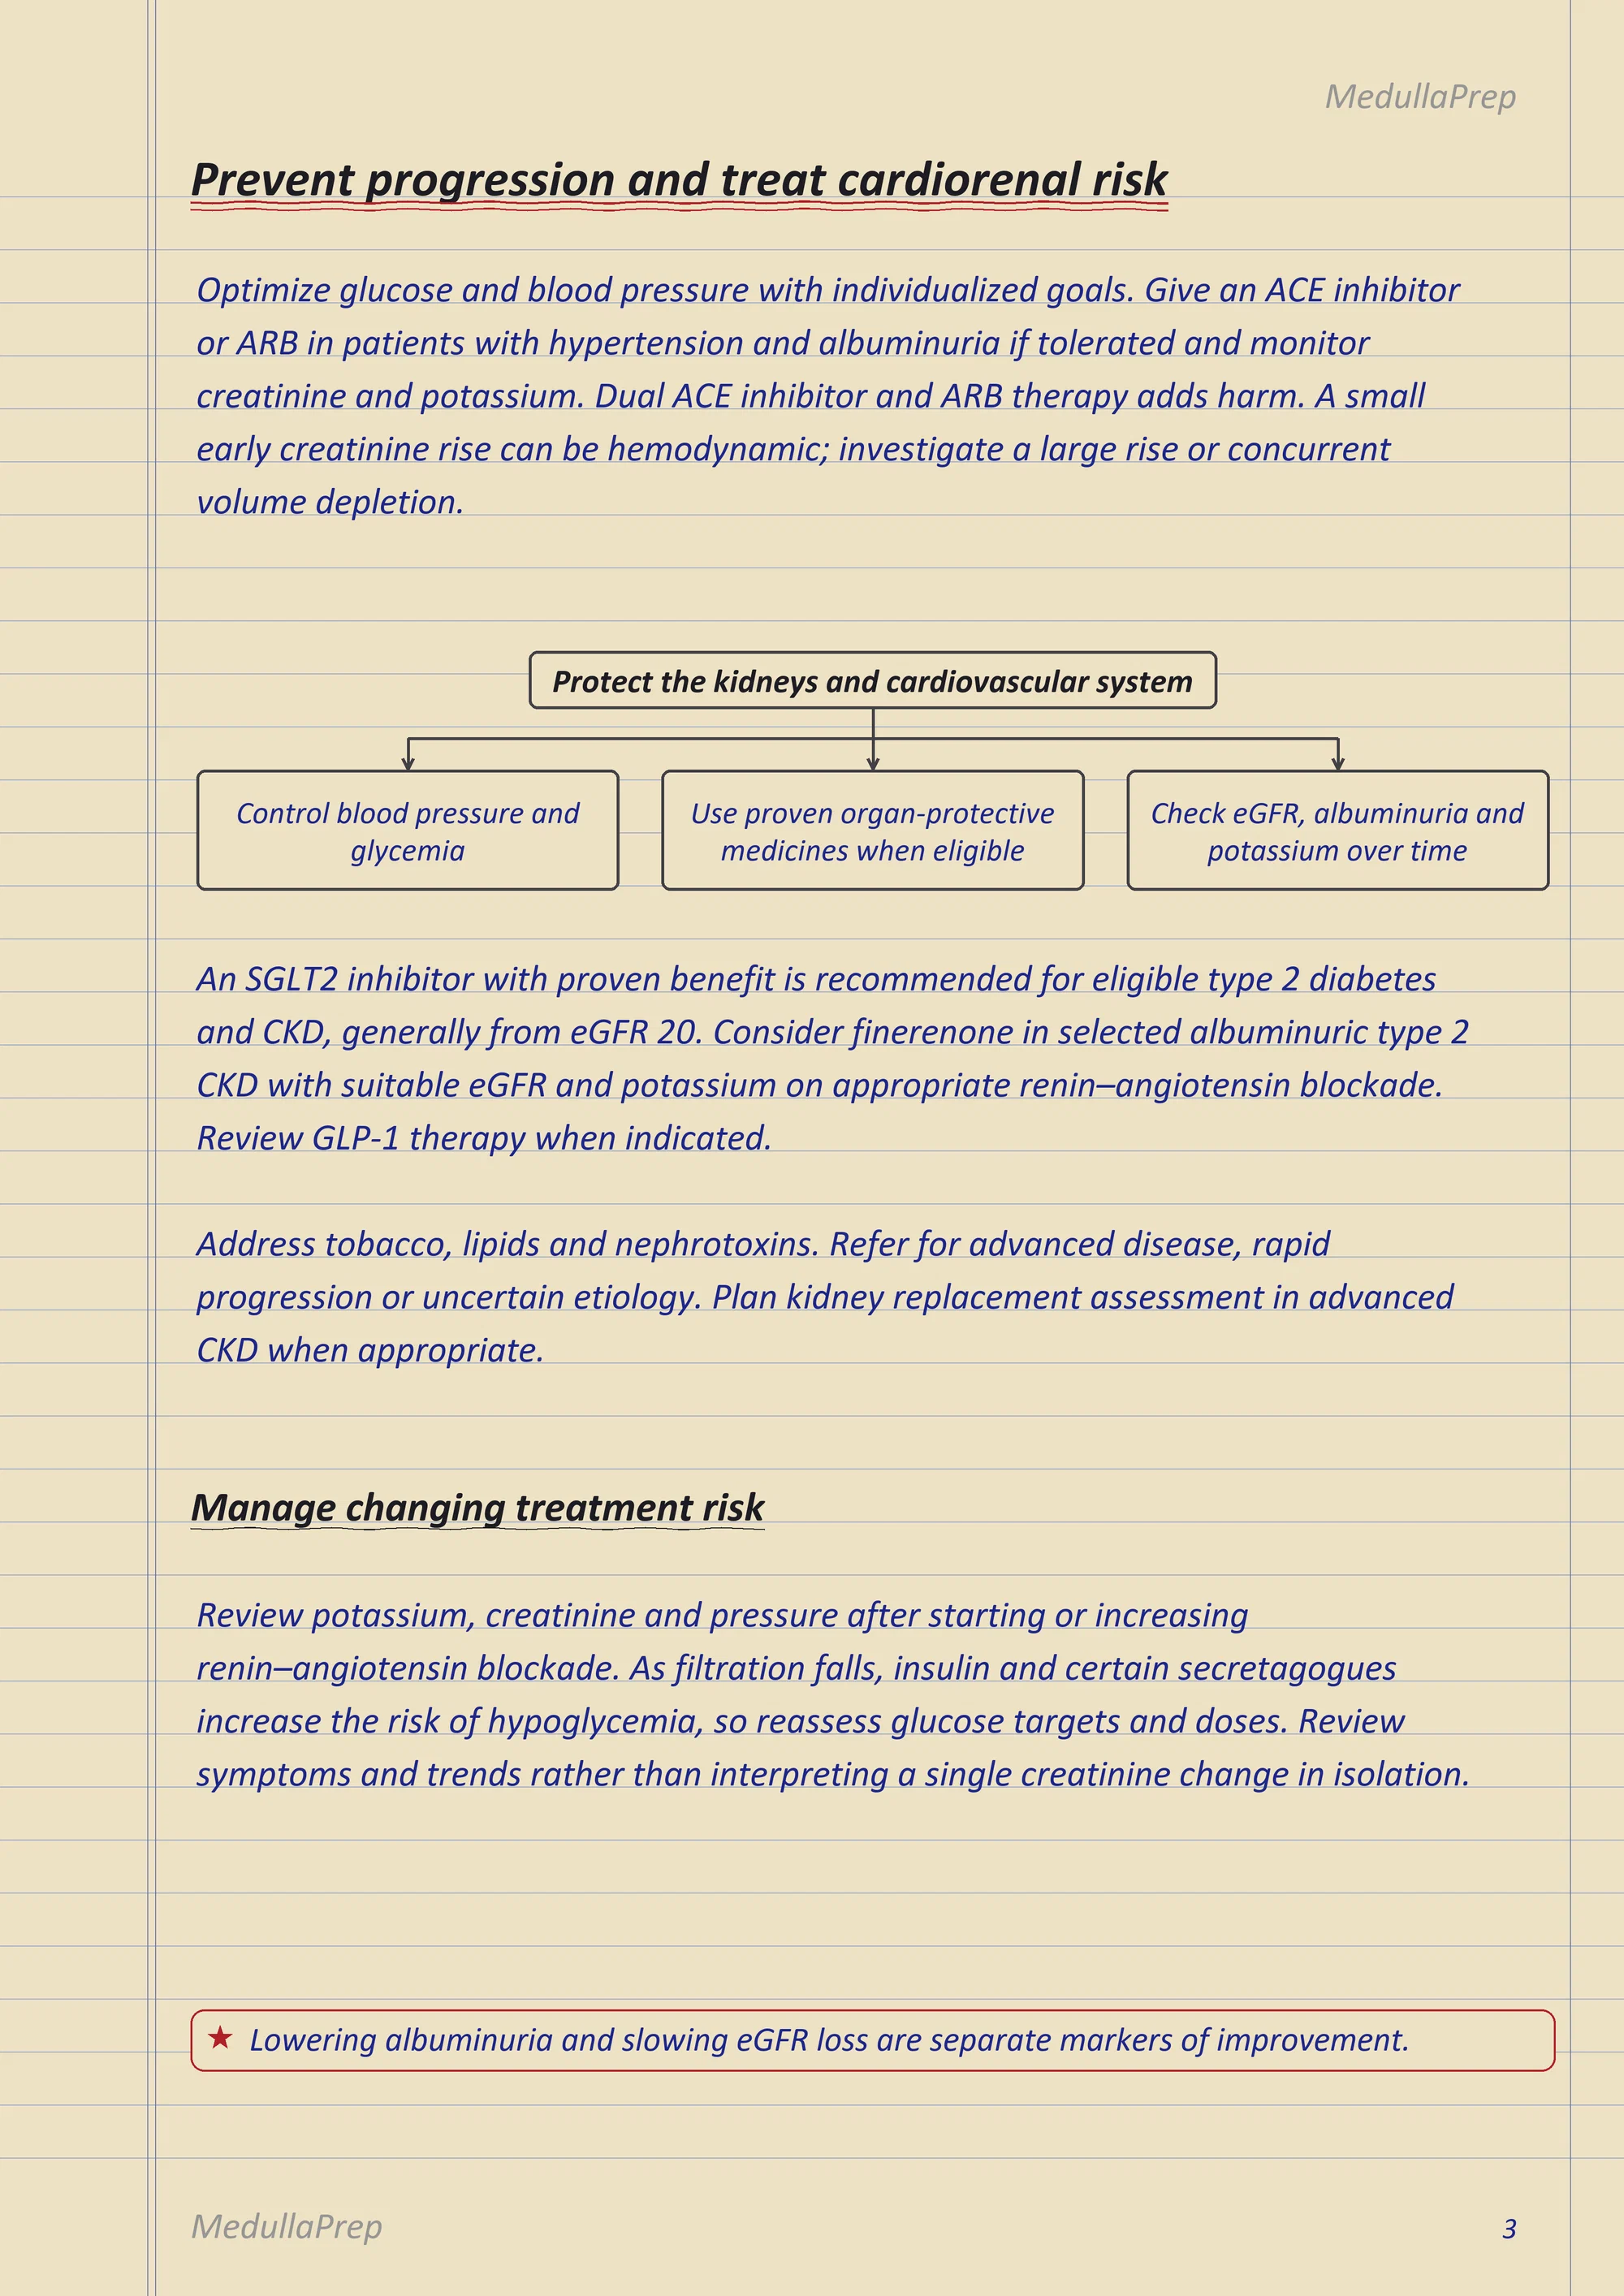 MedullaPrep
Prevent progression and treat cardiorenal risk
Optimize glucose and blood pressure with individualized goals. Give an ACE inhibitor
or ARB in patients with hypertension and albuminuria if tolerated and monitor
creatinine and potassium. Dual ACE inhibitor and ARB therapy adds harm. A small
early creatinine rise can be hemodynamic; investigate a large rise or concurrent
volume depletion.
Protect the kidneys and cardiovascular system
Control blood pressure and
glycemia
Use proven organ-protective
medicines when eligible
Check eGFR, albuminuria and
potassium over time
An SGLT2 inhibitor with proven benefit is recommended for eligible type 2 diabetes
and CKD, generally from eGFR 20. Consider finerenone in selected albuminuric type 2
CKD with suitable eGFR and potassium on appropriate renin–angiotensin blockade.
Review GLP-1 therapy when indicated.
Address tobacco, lipids and nephrotoxins. Refer for advanced disease, rapid
progression or uncertain etiology. Plan kidney replacement assessment in advanced
CKD when appropriate.
Manage changing treatment risk
Review potassium, creatinine and pressure after starting or increasing
renin–angiotensin blockade. As filtration falls, insulin and certain secretagogues
increase the risk of hypoglycemia, so reassess glucose targets and doses. Review
symptoms and trends rather than interpreting a single creatinine change in isolation.
★ Lowering albuminuria and slowing eGFR loss are separate markers of improvement.
MedullaPrep
3